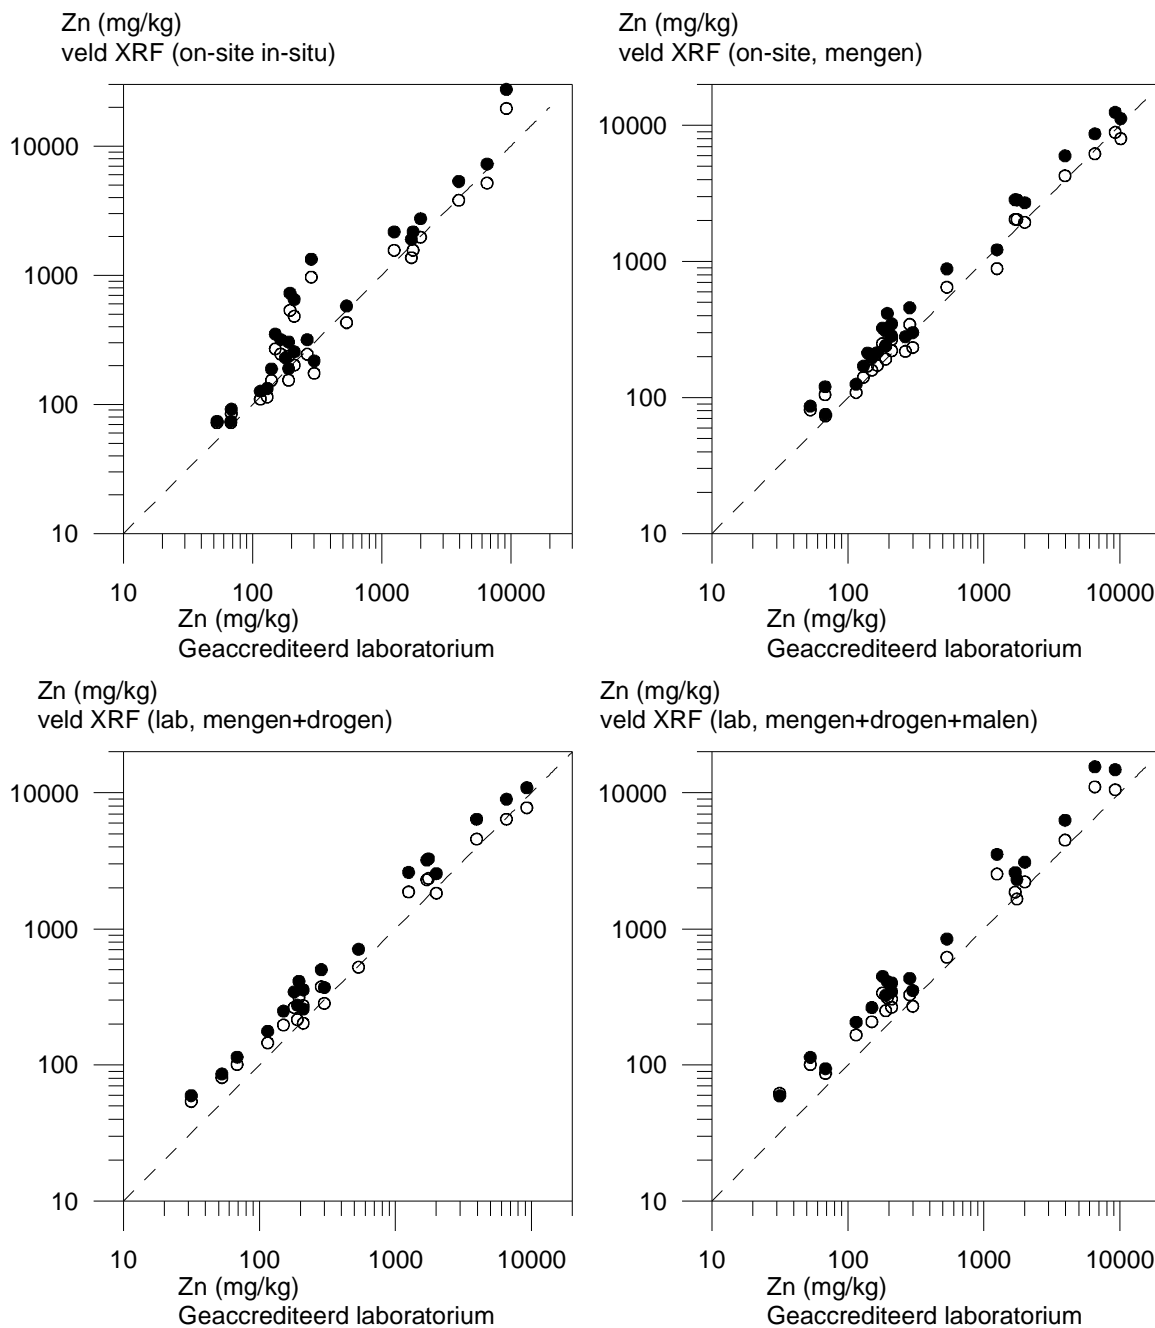 Zn (mg/kg)
veld XRF (on-site in-situ)
10000
1000
100
10
10 100 1000 10000
Zn (mg/kg)
Geaccrediteerd laboratorium
Zn (mg/kg)
veld XRF (on-site, mengen)
10000
1000
100
10
10 100 1000 10000
Zn (mg/kg)
Geaccrediteerd laboratorium
Zn (mg/kg)
veld XRF (lab, mengen+drogen)
10000
1000
100
10
10 100 1000 10000
Zn (mg/kg)
Geaccrediteerd laboratorium
Zn (mg/kg)
veld XRF (lab, mengen+drogen+malen)
10000
1000
100
10
10 100 1000 10000
Zn (mg/kg)
Geaccrediteerd laboratorium